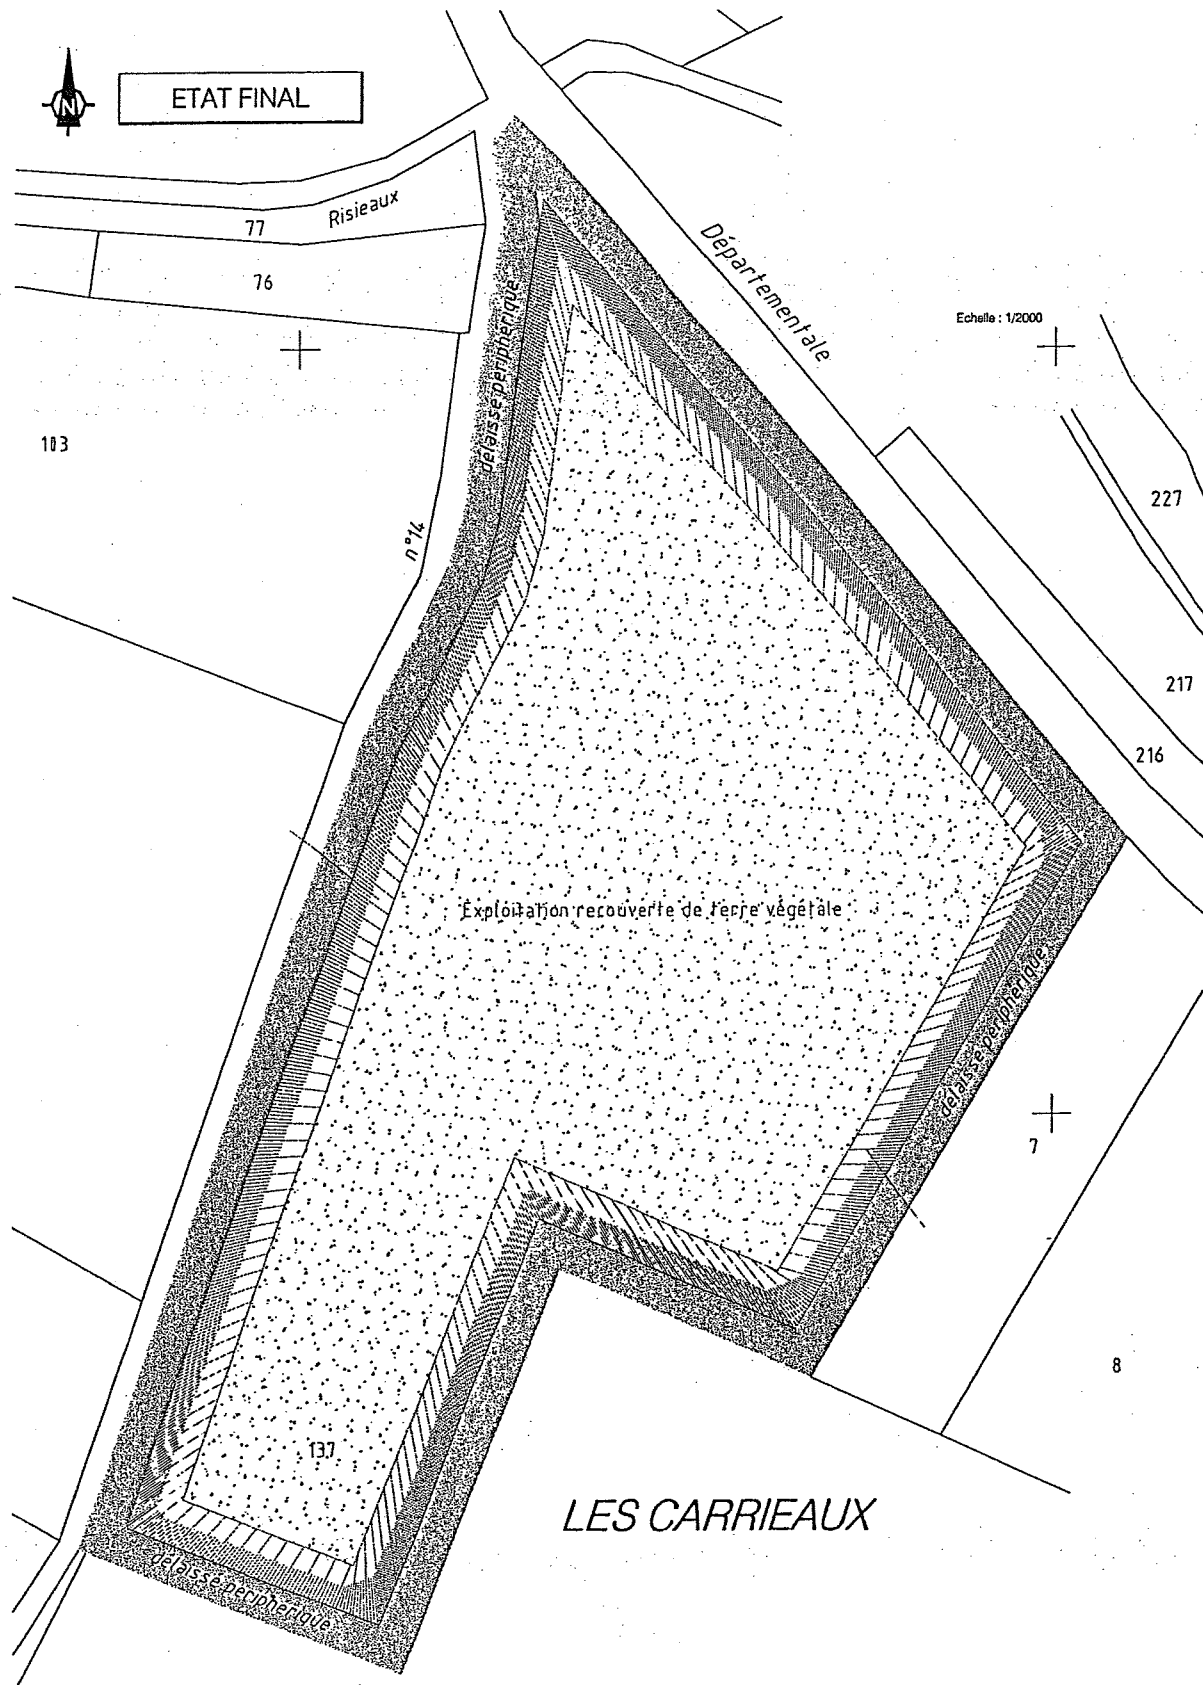 N
ETAT FINAL
77
Risieaux
76
Départementale
Echelle : 1/2000
délaissé périphérique
103
n°14
227
217
216
Exploitation recouverte de terre végétale
délaissé périphérique
7
8
137
LES CARRIEAUX
délaissé périphérique